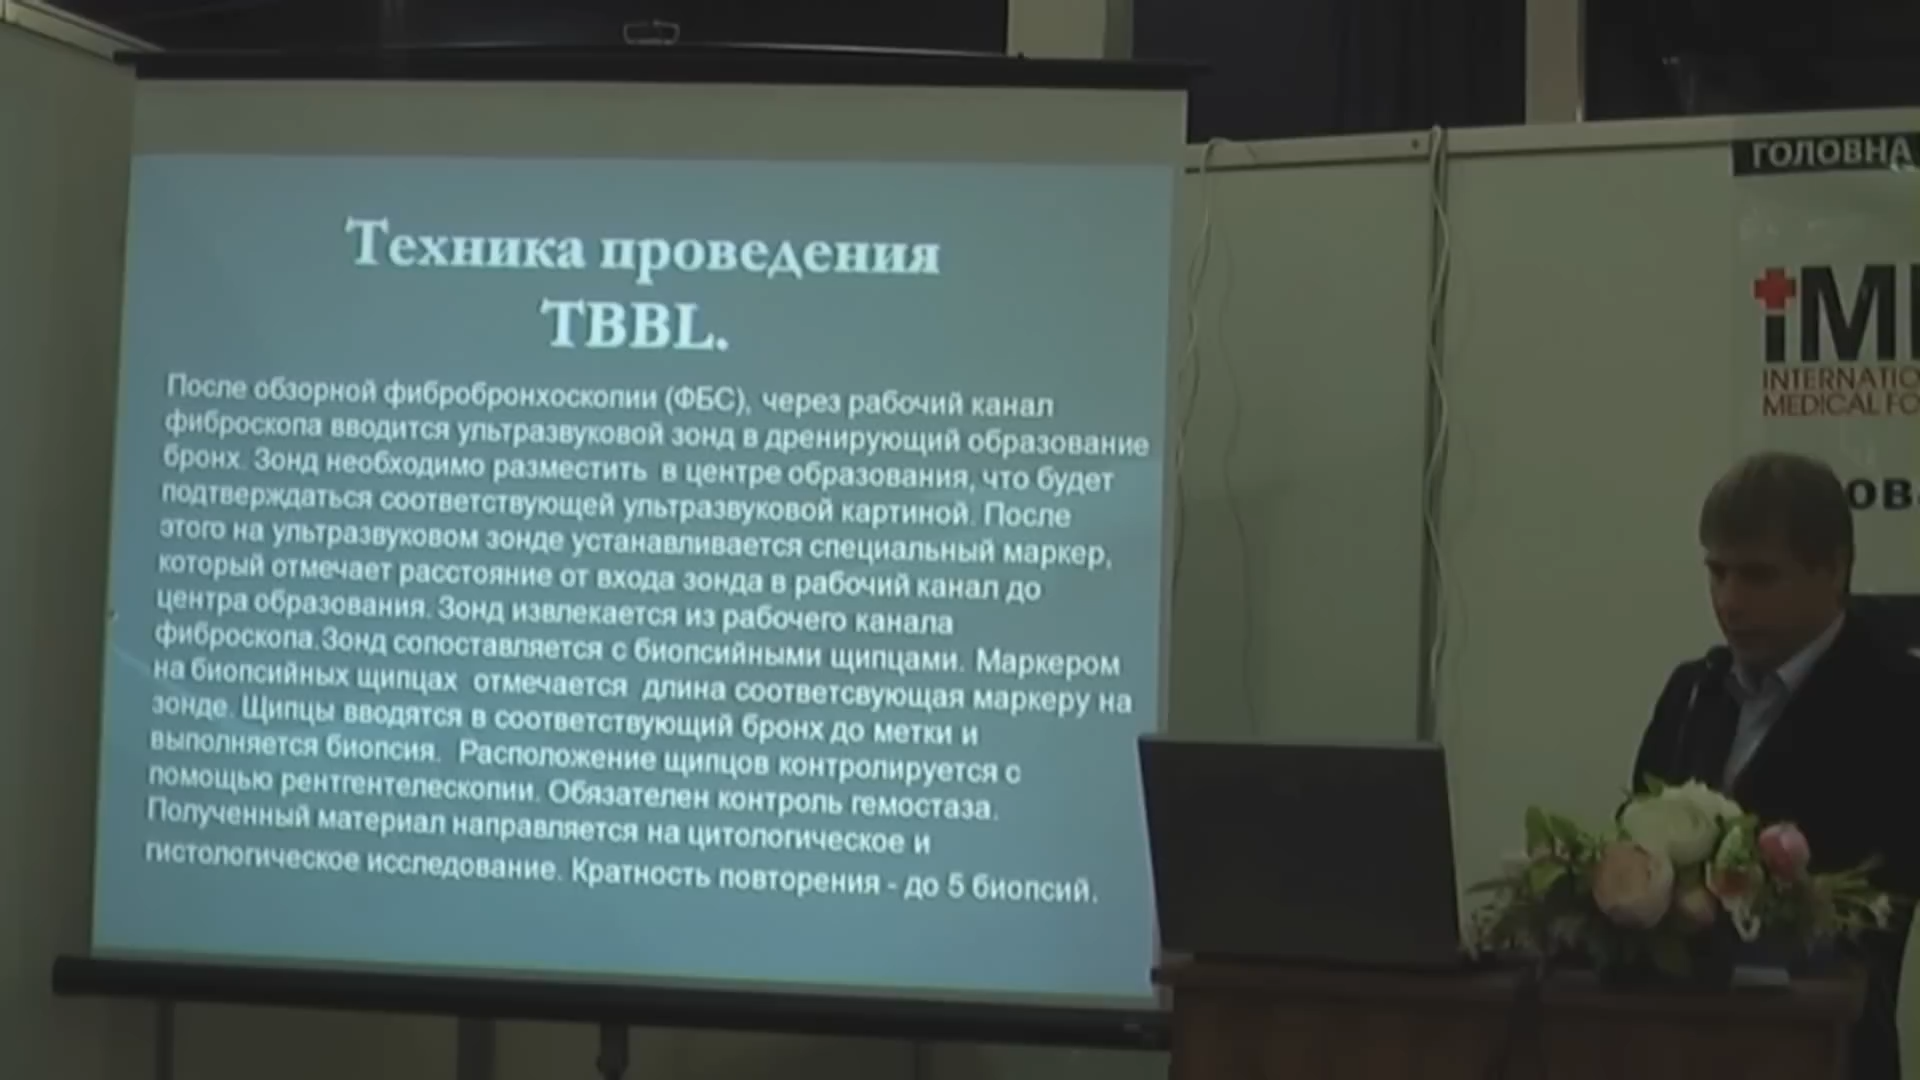 Техника проведения
TBBL.
После обзорной фибробронхоскопии (ФБС), через рабочий канал
фиброскопа вводится ультразвуковой зонд в дренирующий образование
бронх. Зонд необходимо разместить в центре образования, что будет
подтверждаться соответствующей ультразвуковой картиной. После
этого на ультразвуковом зонде устанавливается специальный маркер,
который отмечает расстояние от входа зонда в рабочий канал до
центра образования. Зонд извлекается из рабочего канала
фиброскопа.Зонд сопоставляется с биопсийными щипцами. Маркером
на биопсийных щипцах отмечается длина соответсвующая маркеру на
зонде. Щипцы вводятся в соответствующий бронх до метки и
выполняется биопсия. Расположение щипцов контролируется с
помощью рентгентелескопии. Обязателен контроль гемостаза.
Полученный материал направляется на цитологическое и
гистологическое исследование. Кратность повторения - до 5 биопсий.
ГОЛОВНА
iM
INTERNATIO
MEDICAL FO
ов